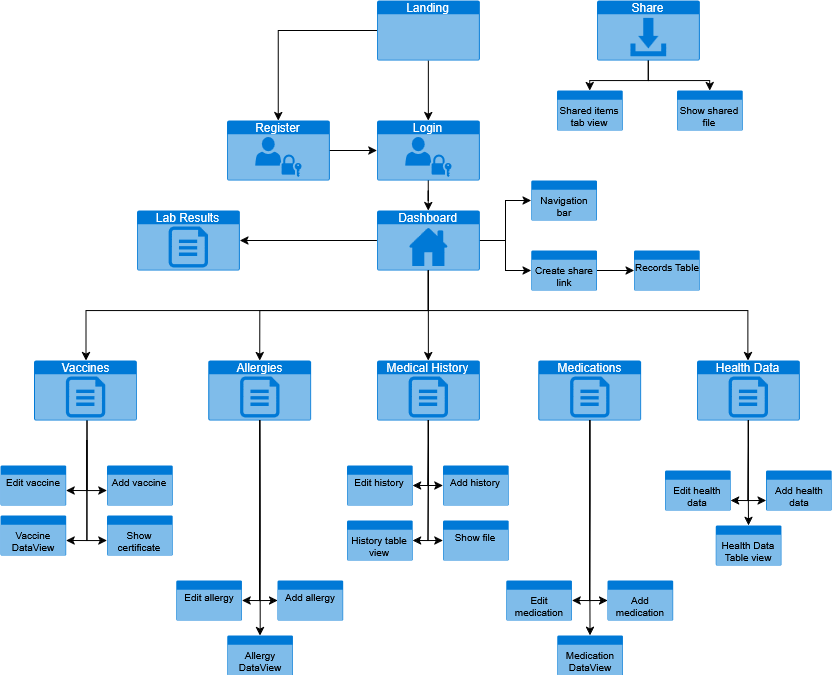 Landing
Share
Shared items
tab view
Show shared
file
Register
Login
Navigation
bar
Lab Results
Dashboard
Create share
link
Records Table
Vaccines
Allergies
Medical History
Medications
Health Data
Edit vaccine
Add vaccine
Edit history
Add history
Edit health
data
Add health
data
Vaccine
DataView
Show
certificate
History table
view
Show file
Health Data
Table view
Edit allergy
Add allergy
Edit
medication
Add
medication
Allergy
DataView
Medication
DataView